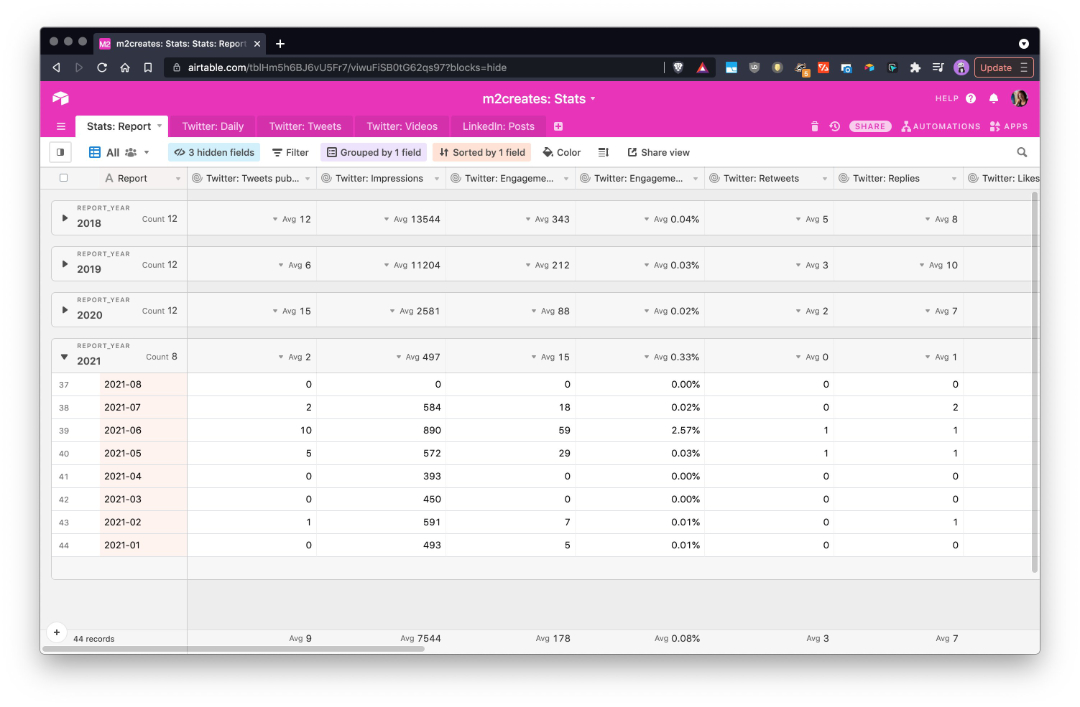 M2 m2creates: Stats: Stats: Report × +
airtable.com/tblHm5h6BJ6vU5Fr7/viwuFiSB0tG62qs97?blocks=hide
5
Update
m2creates: Stats
HELP ?
Stats: Report Twitter: Daily Twitter: Tweets Twitter: Videos LinkedIn: Posts
SHARE AUTOMATIONS APPS
All 3 hidden fields Filter Grouped by 1 field Sorted by 1 field Color Share view
A Report Twitter: Tweets pub... Twitter: Impressions Twitter: Engageme... Twitter: Engageme... Twitter: Retweets Twitter: Replies Twitter: Likes
REPORT_YEAR
2018 Count 12 Avg 12 Avg 13544 Avg 343 Avg 0.04% Avg 5 Avg 8
REPORT_YEAR
2019 Count 12 Avg 6 Avg 11204 Avg 212 Avg 0.03% Avg 3 Avg 10
REPORT_YEAR
2020 Count 12 Avg 15 Avg 2581 Avg 88 Avg 0.02% Avg 2 Avg 7
REPORT_YEAR
2021 Count 8 Avg 2 Avg 497 Avg 15 Avg 0.33% Avg 0 Avg 1
37 2021-08 0 0 0 0.00% 0 0
38 2021-07 2 584 18 0.02% 0 2
39 2021-06 10 890 59 2.57% 1 1
40 2021-05 5 572 29 0.03% 1 1
41 2021-04 0 393 0 0.00% 0 0
42 2021-03 0 450 0 0.00% 0 0
43 2021-02 1 591 7 0.01% 0 1
44 2021-01 0 493 5 0.01% 0 0
+ 44 records Avg 9 Avg 7544 Avg 178 Avg 0.08% Avg 3 Avg 7